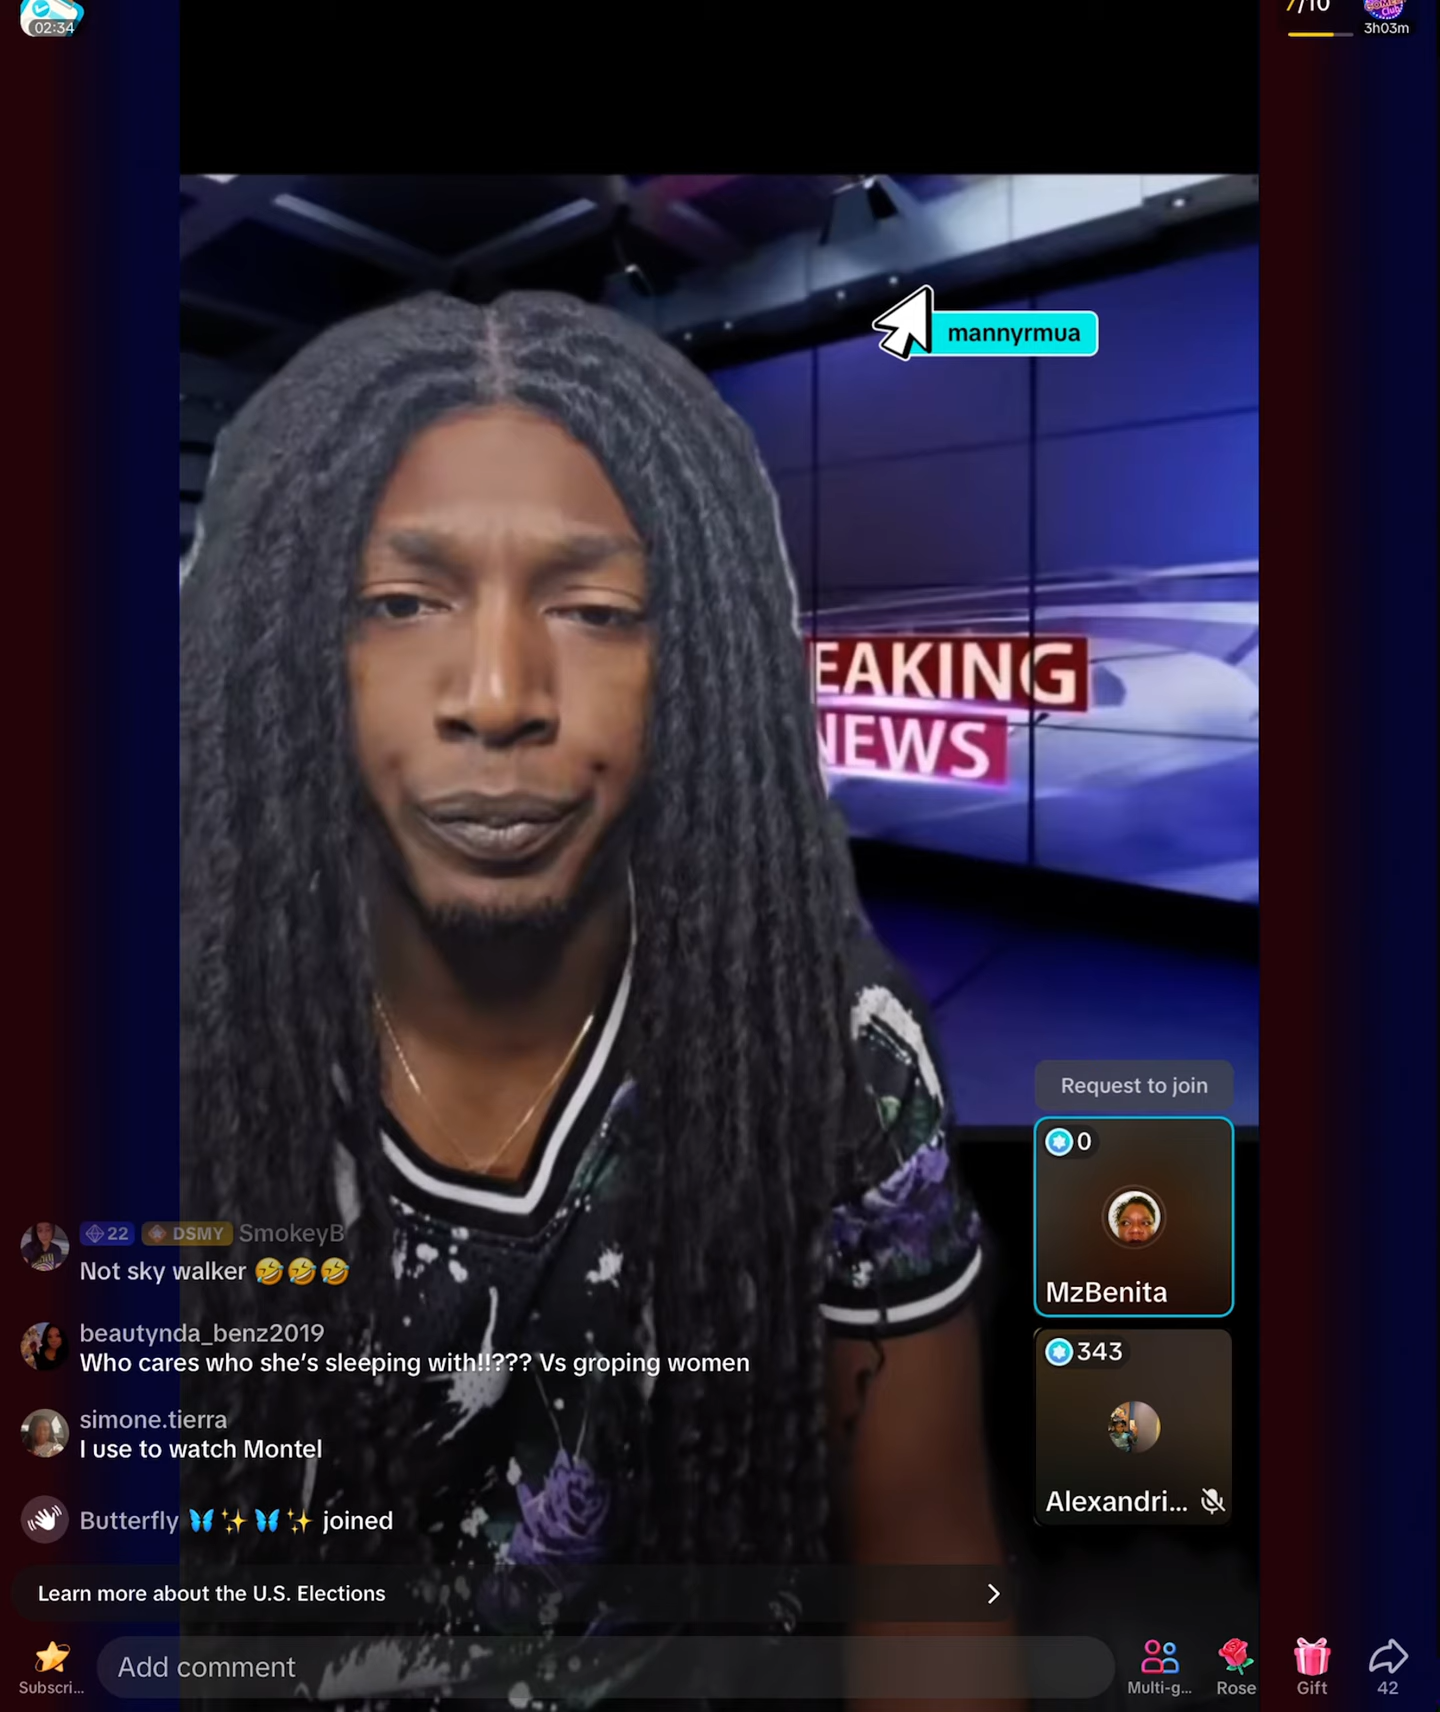 02:34
7/10
3h03m
mannyrmua
EAKING
NEWS
Request to join
0
MzBenita
343
Alexandri...
22 DSMY SmokeyB
Not sky walker 🤣🤣🤣
beautynda_benz2019
Who cares who she's sleeping with!!??? Vs groping women
simone.tierra
I use to watch Montel
Butterfly 🦋✨🦋✨ joined
Learn more about the U.S. Elections
Subscri...
Add comment
Multi-g...
Rose
Gift
42